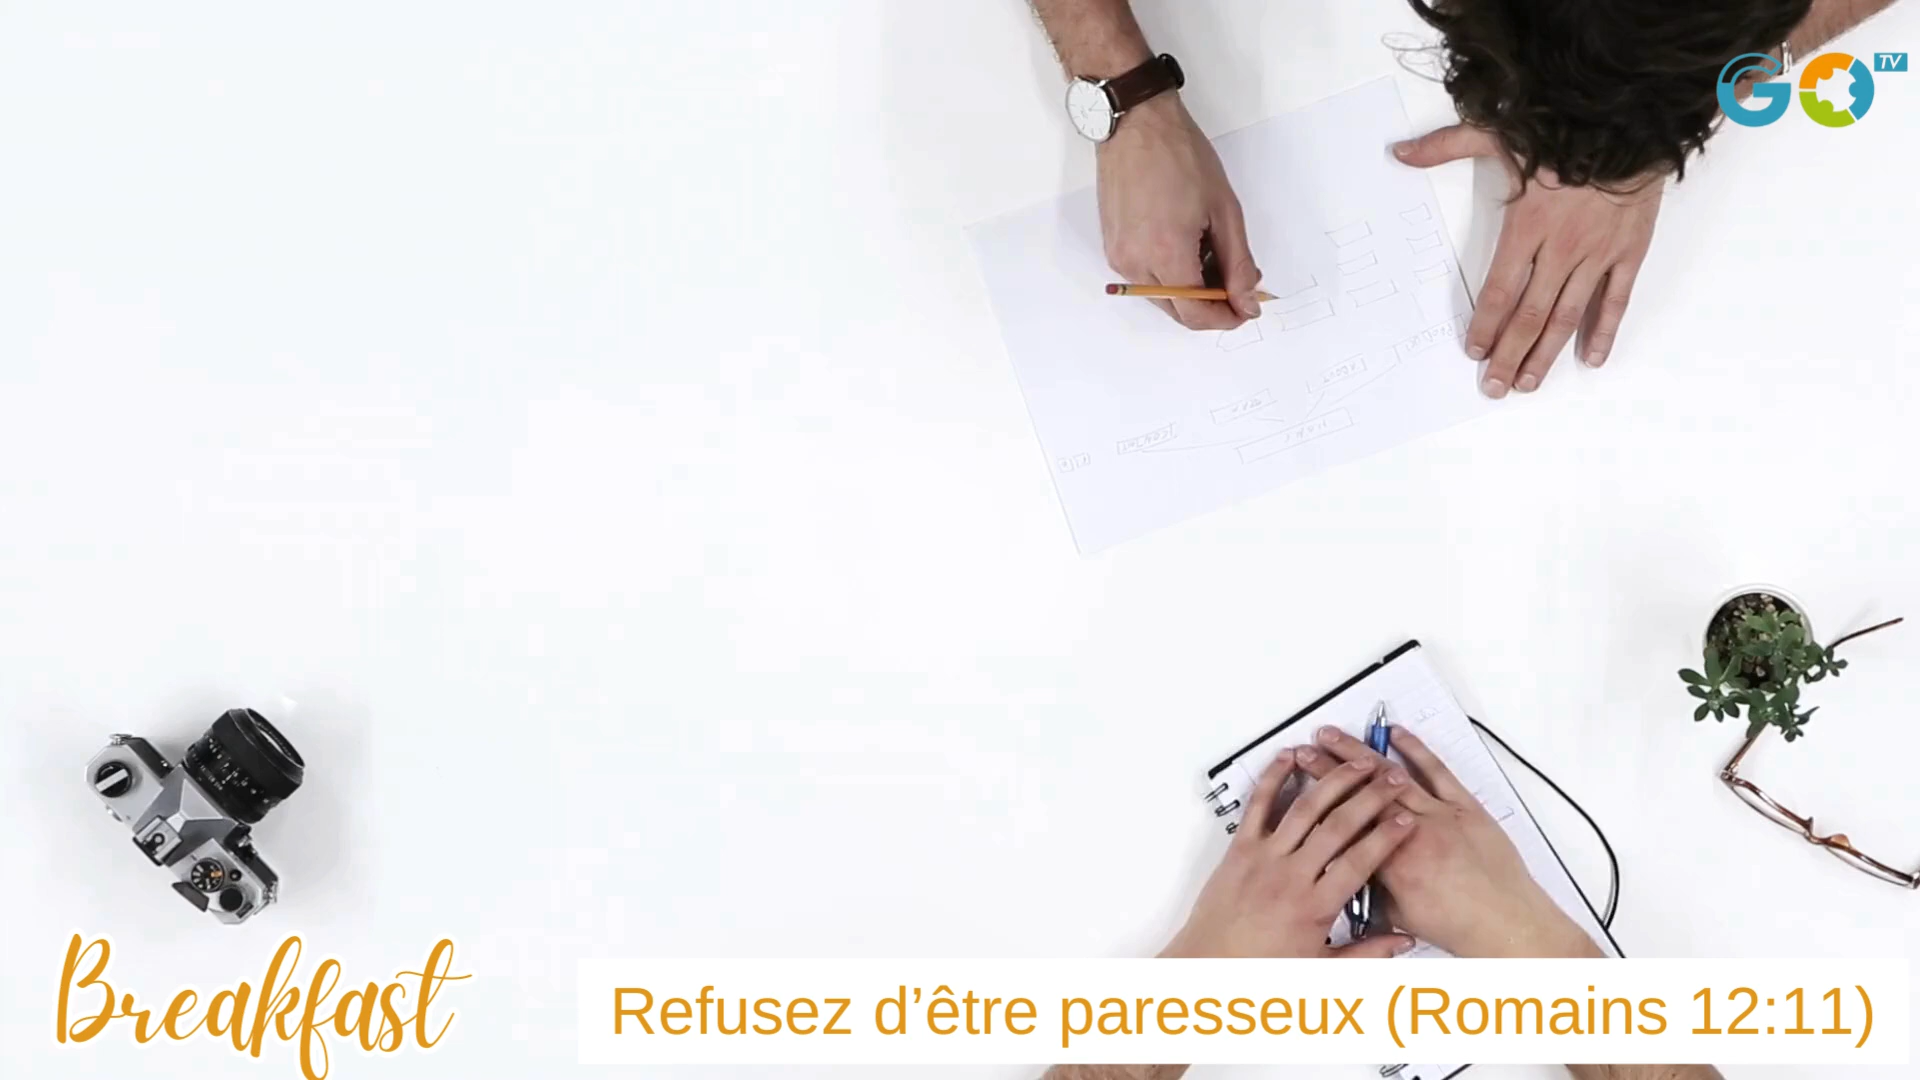 GO TV
Breakfast
Refusez d’être paresseux (Romains 12:11)